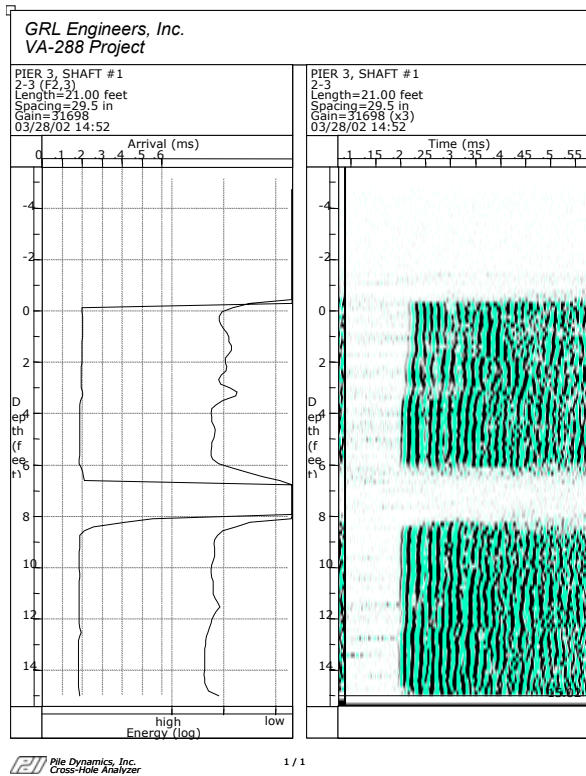 GRL Engineers, Inc.
VA-288 Project
PIER 3, SHAFT #1
2-3 (F2,3)
Length=21.00 feet
Spacing=29.5 in
Gain=31698
03/28/02 14:52
Arrival (ms)
0 .1 .2 .3 .4 .5 .6
-4
-2
0
2
4
6
8
10
12
14
Depth (feet)
high low
Energy (log)
PIER 3, SHAFT #1
2-3
Length=21.00 feet
Spacing=29.5 in
Gain=31698 (x3)
03/28/02 14:52
Time (ms)
.1 .15 .2 .25 .3 .35 .4 .45 .5 .55
-4
-2
0
2
4
6
8
10
12
14
Depth (feet)
Pile Dynamics, Inc.
Cross-Hole Analyzer
1 / 1